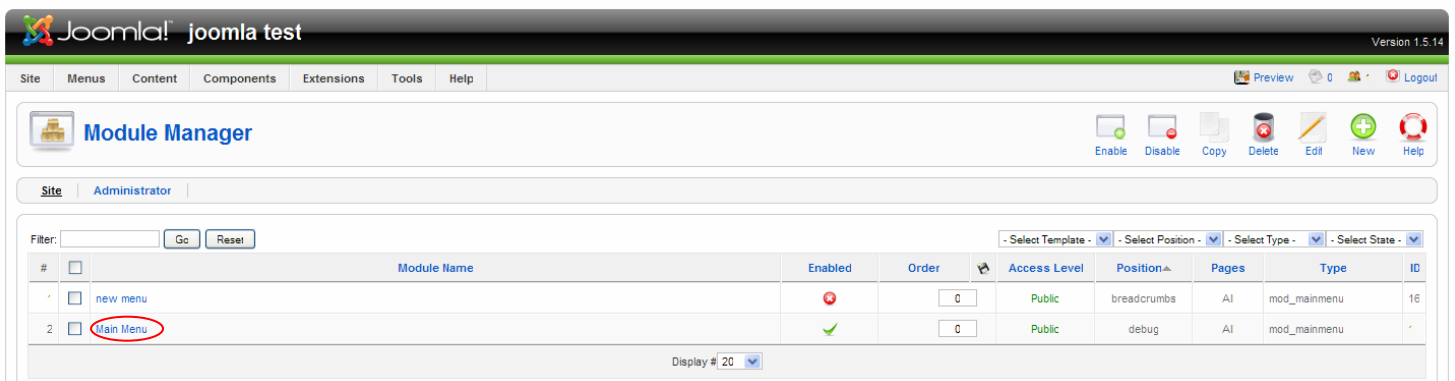 Joomla!™ joomla test
Version 1.5.14
Site Menus Content Components Extensions Tools Help Preview 0 Logout
Module Manager
Enable Disable Copy Delete Edit New Help
Site Administrator
Filter: Go Reset - Select Template - - Select Position - - Select Type - - Select State -
# Module Name Enabled Order Access Level Position Pages Type ID
new menu 0 Public breadcrumbs All mod_mainmenu 16
2 Main Menu 0 Public debug All mod_mainmenu
Display # 20